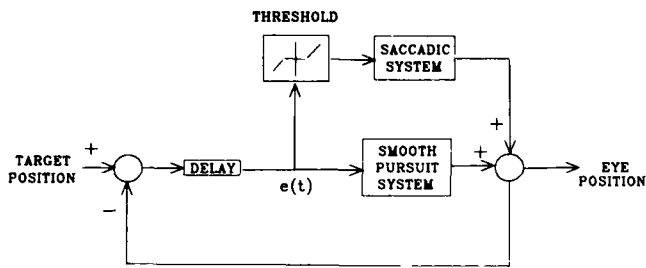 THRESHOLD
SACCADIC
SYSTEM
+
TARGET
POSITION
+
DELAY
e(t)
SMOOTH
PURSUIT
SYSTEM
+
EYE
POSITION
−